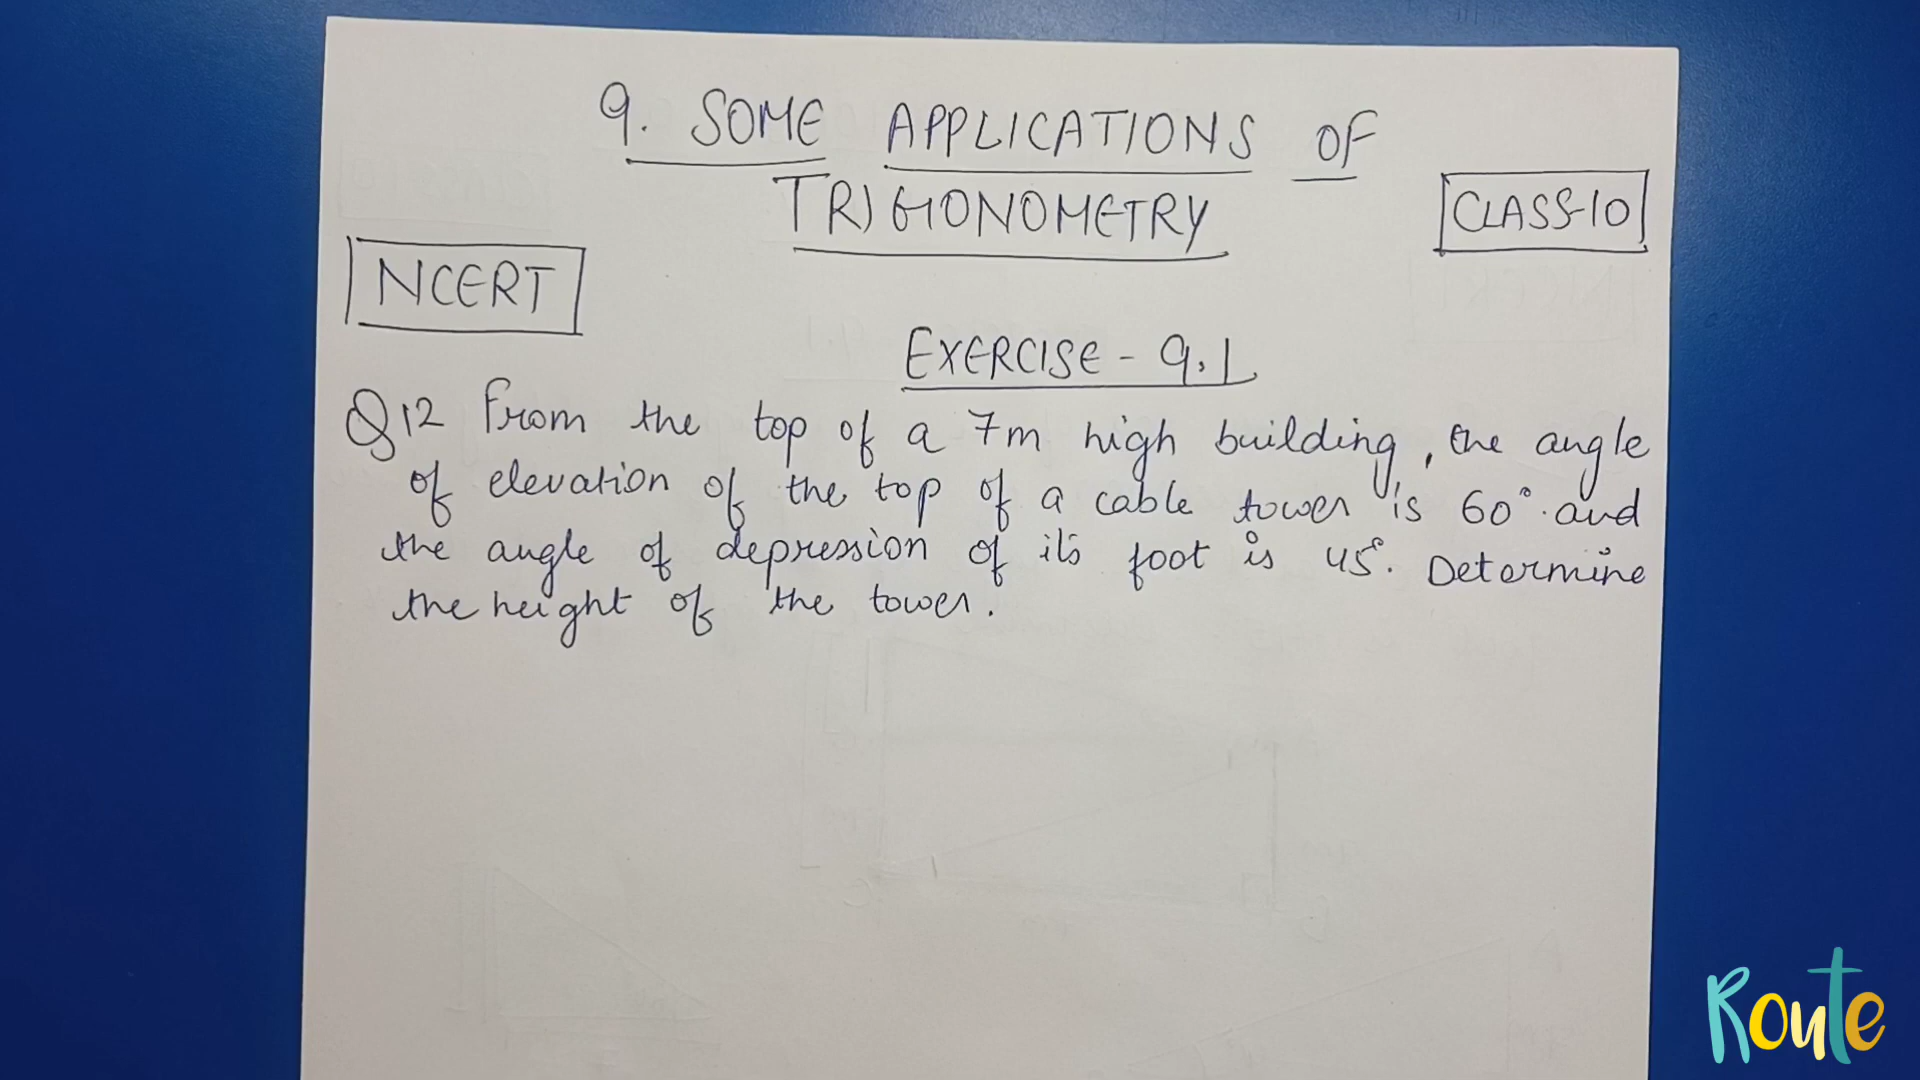 9. SOME APPLICATIONS OF
TRIGONOMETRY
CLASS-10
NCERT
EXERCISE - 9.1
Q12 From the top of a 7m high building, the angle
of elevation of the top of a cable tower is 60° and
the angle of depression of its foot is 45°. Determine
the height of the tower.
Route